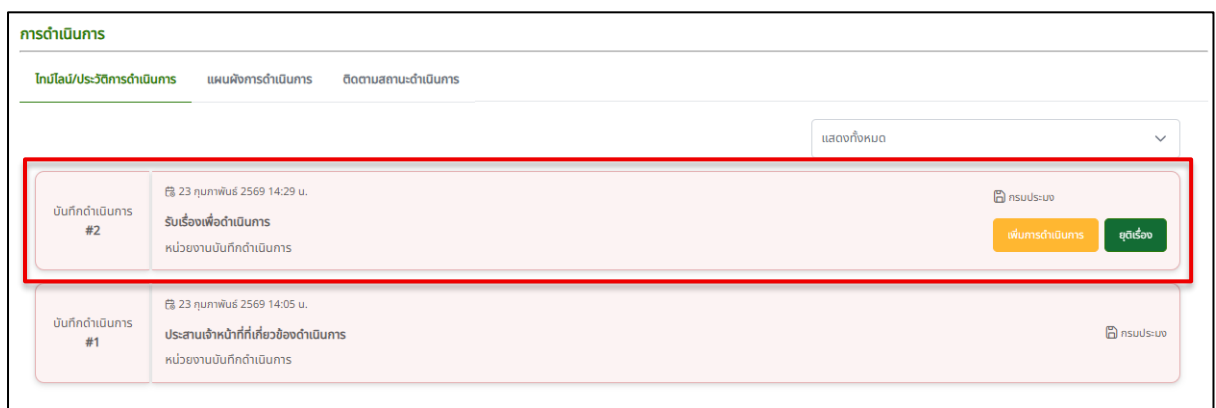 การดำเนินการ
ไทม์ไลน์/ประวัติการดำเนินการ แผนผังการดำเนินการ ติดตามสถานะดำเนินการ
แสดงทั้งหมด
23 กุมภาพันธ์ 2569 14:29 น.
กรมประมง
บันทึกดำเนินการ
#2
รับเรื่องเพื่อดำเนินการ
เพิ่มการดำเนินการ ยุติเรื่อง
หน่วยงานบันทึกดำเนินการ
23 กุมภาพันธ์ 2569 14:05 น.
บันทึกดำเนินการ
#1
ประสานเจ้าหน้าที่ที่เกี่ยวข้องดำเนินการ
กรมประมง
หน่วยงานบันทึกดำเนินการ